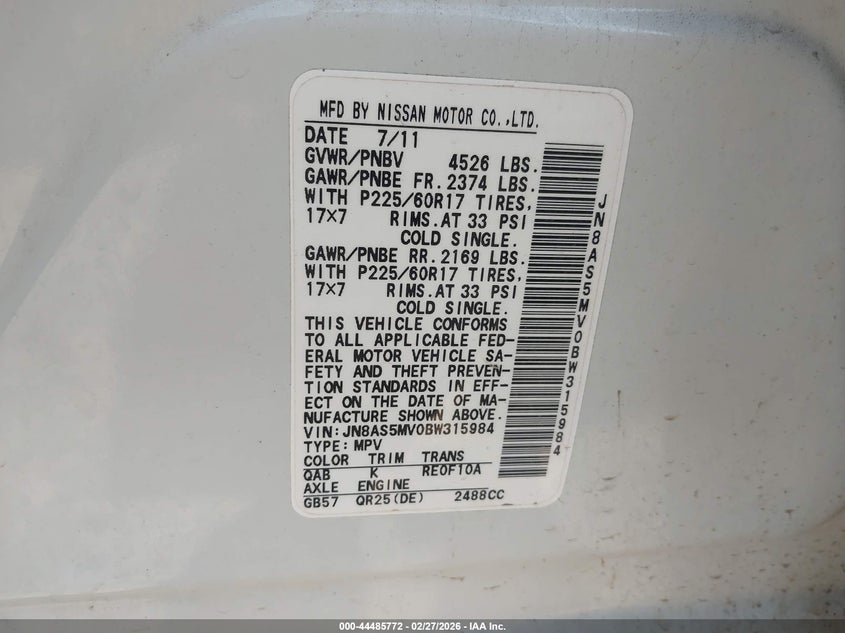 MFD BY NISSAN MOTOR CO.,LTD.
DATE 7/11
GVWR/PNBV 4526 LBS.
GAWR/PNBE FR. 2374 LBS.
WITH P225/60R17 TIRES,
17×7 RIMS.AT 33 PSI
COLD SINGLE.
GAWR/PNBE RR. 2169 LBS.
WITH P225/60R17 TIRES,
17×7 RIMS.AT 33 PSI
COLD SINGLE.
THIS VEHICLE CONFORMS
TO ALL APPLICABLE FED-
ERAL MOTOR VEHICLE SA-
FETY AND THEFT PREVEN-
TION STANDARDS IN EFF-
ECT ON THE DATE OF MA-
NUFACTURE SHOWN ABOVE.
VIN:JN8AS5MV0BW315984
TYPE:MPV
COLOR TRIM TRANS
QAB K RE0F10A
AXLE ENGINE
GB57 QR25(DE) 2488CC
JN8AS5MV0BW315984
000-44485772 - 02/27/2026 - IAA Inc.